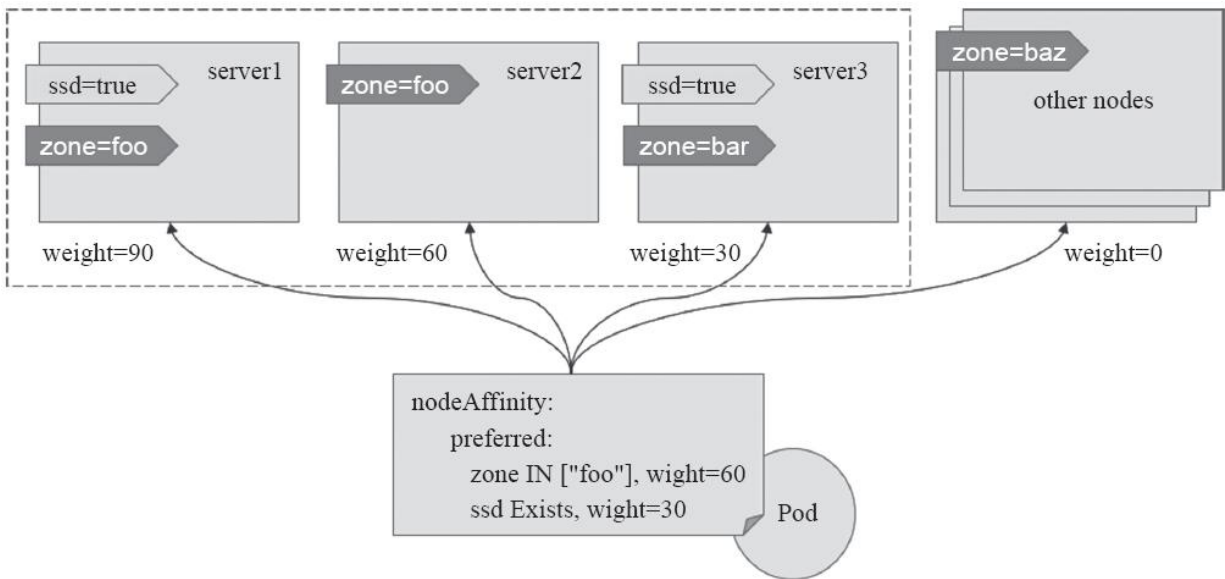 ssd=true
server1
zone=foo
zone=foo
server2
ssd=true
server3
zone=bar
zone=baz
other nodes
weight=90
weight=60
weight=30
weight=0
nodeAffinity:
preferred:
zone IN ["foo"], wight=60
ssd Exists, wight=30
Pod